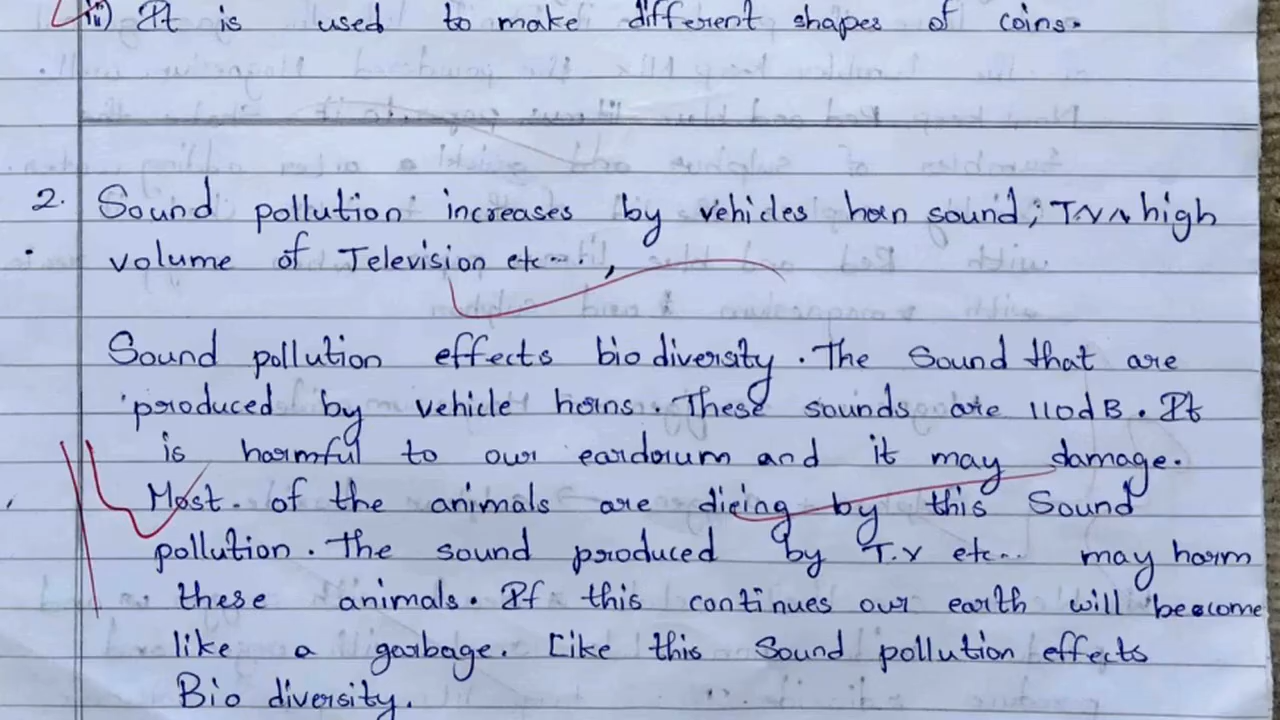 ii) It is used to make different shapes of coins.
2. Sound pollution increases by vehicles horn sound; high
volume of Television etc....,
Sound pollution effects bio diversity. The Sound that are
produced by vehicle horns. These sounds are 110dB. It
is harmful to our eardorum and it may damage.
Most. of the animals are dieing by this Sound
pollution. The sound produced by T.V etc... may harm
these animals. If this continues our earth will become
like a garbage. Like this Sound pollution effects
Bio diversity.